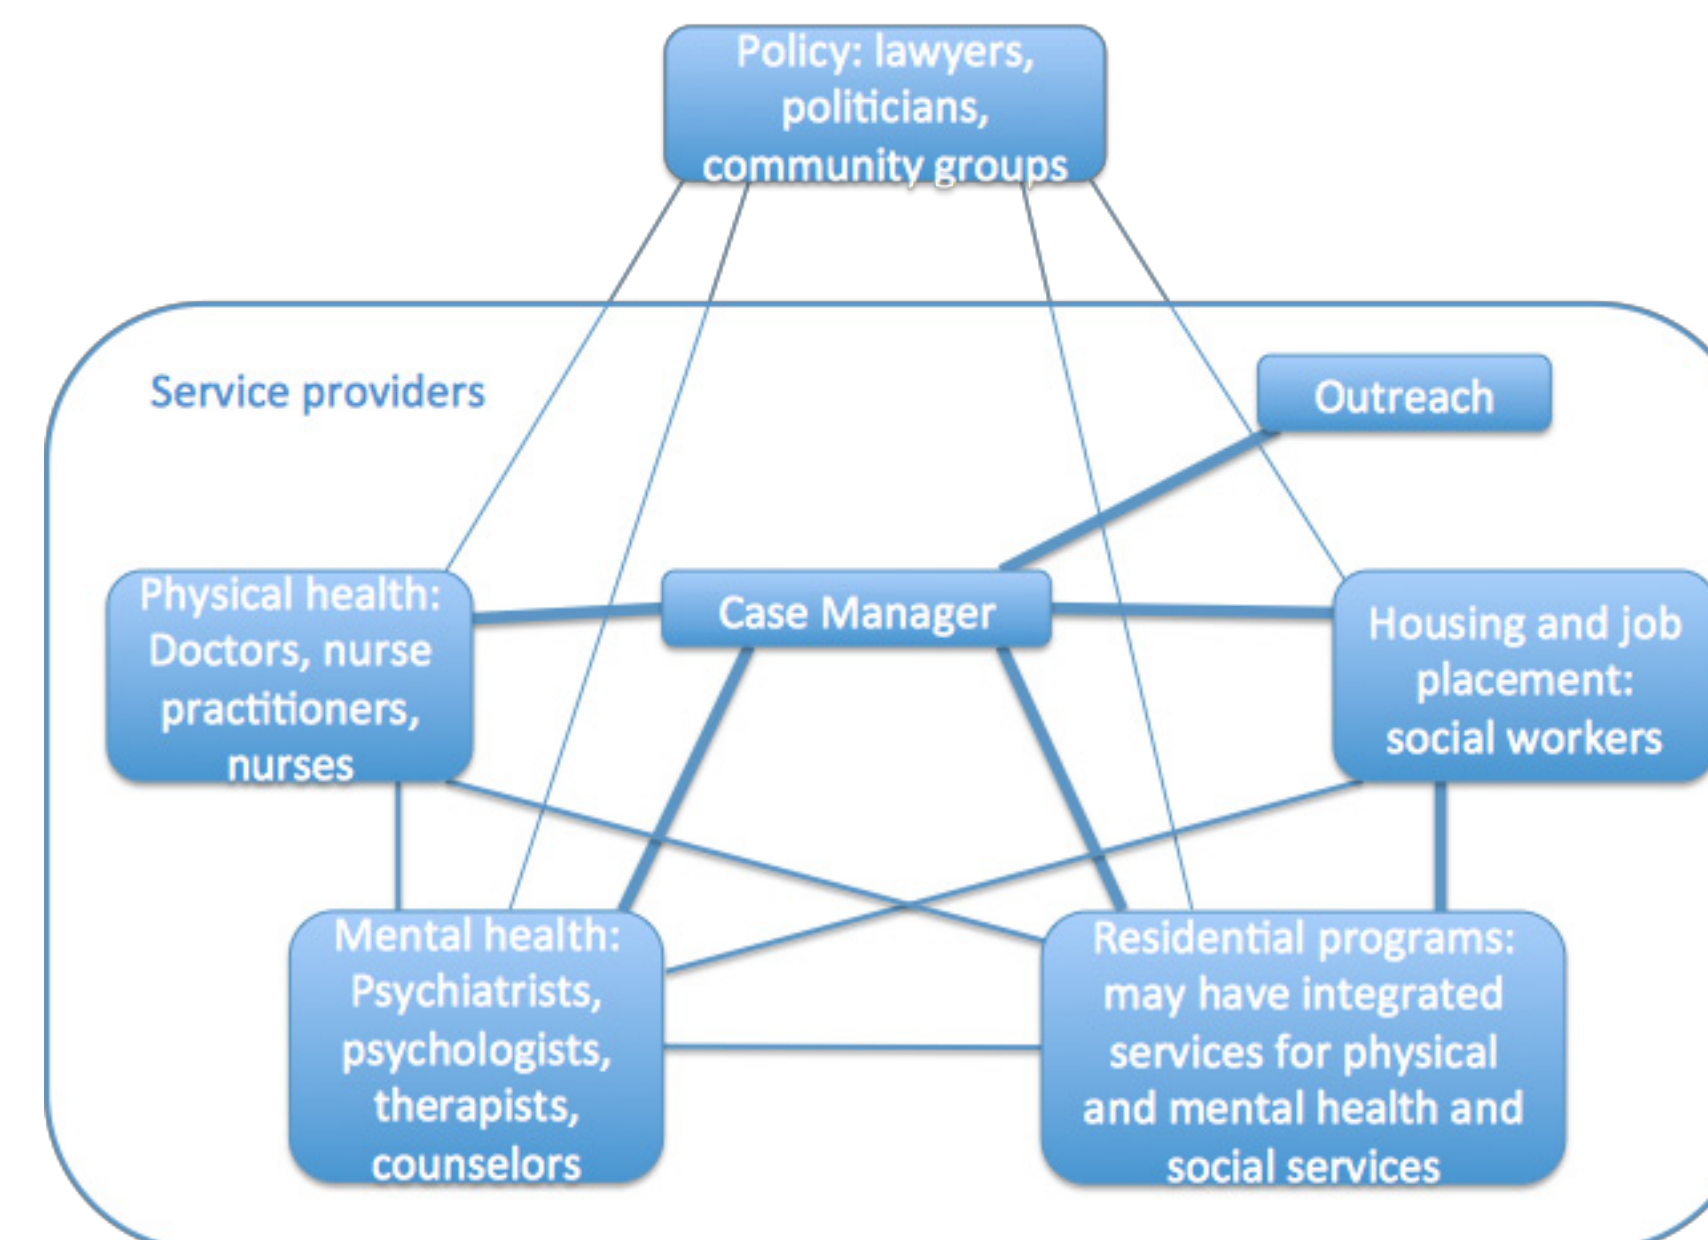 Policy: lawyers,
politicians,
community groups
Service providers
Outreach
Physical health:
Doctors, nurse
practitioners,
nurses
Case Manager
Housing and job
placement:
social workers
Mental health:
Psychiatrists,
psychologists,
therapists,
counselors
Residential programs:
may have integrated
services for physical
and mental health and
social services